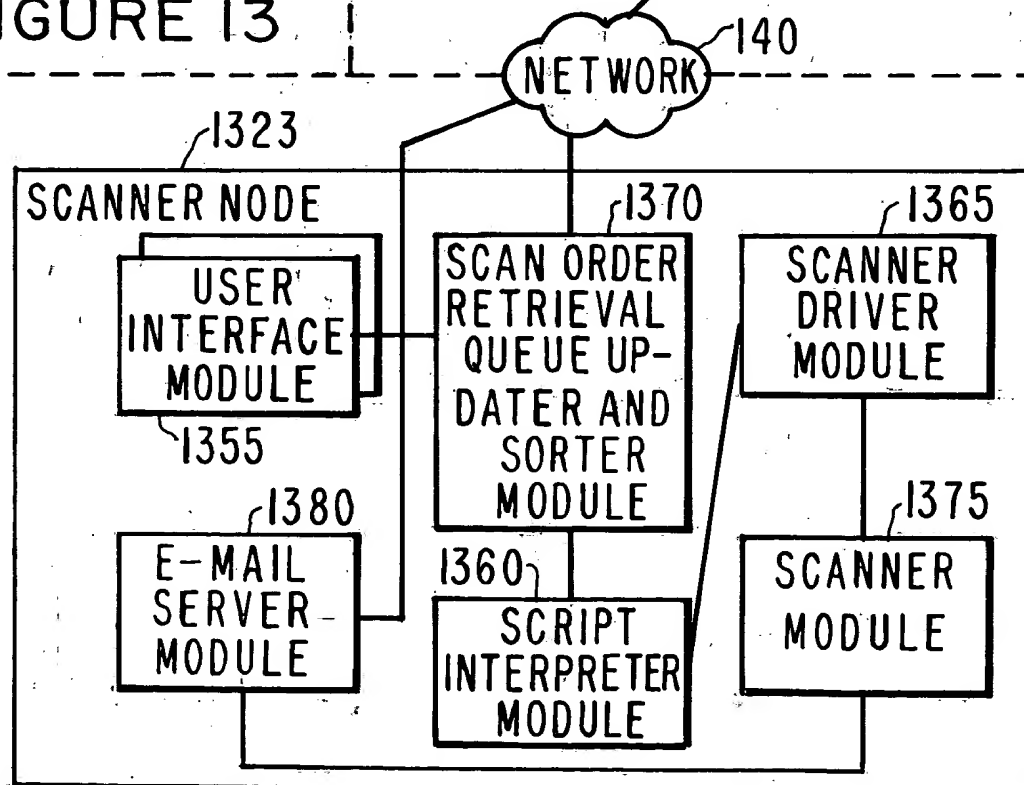 FIGURE 13
140
NETWORK
1323
SCANNER NODE
1370
1365
USER
INTERFACE
MODULE
1355
SCAN ORDER
RETRIEVAL
QUEUE UP-
DATER AND
SORTER
MODULE
SCANNER
DRIVER
MODULE
1380
E-MAIL
SERVER
MODULE
1360
SCRIPT
INTERPRETER
MODULE
1375
SCANNER
MODULE